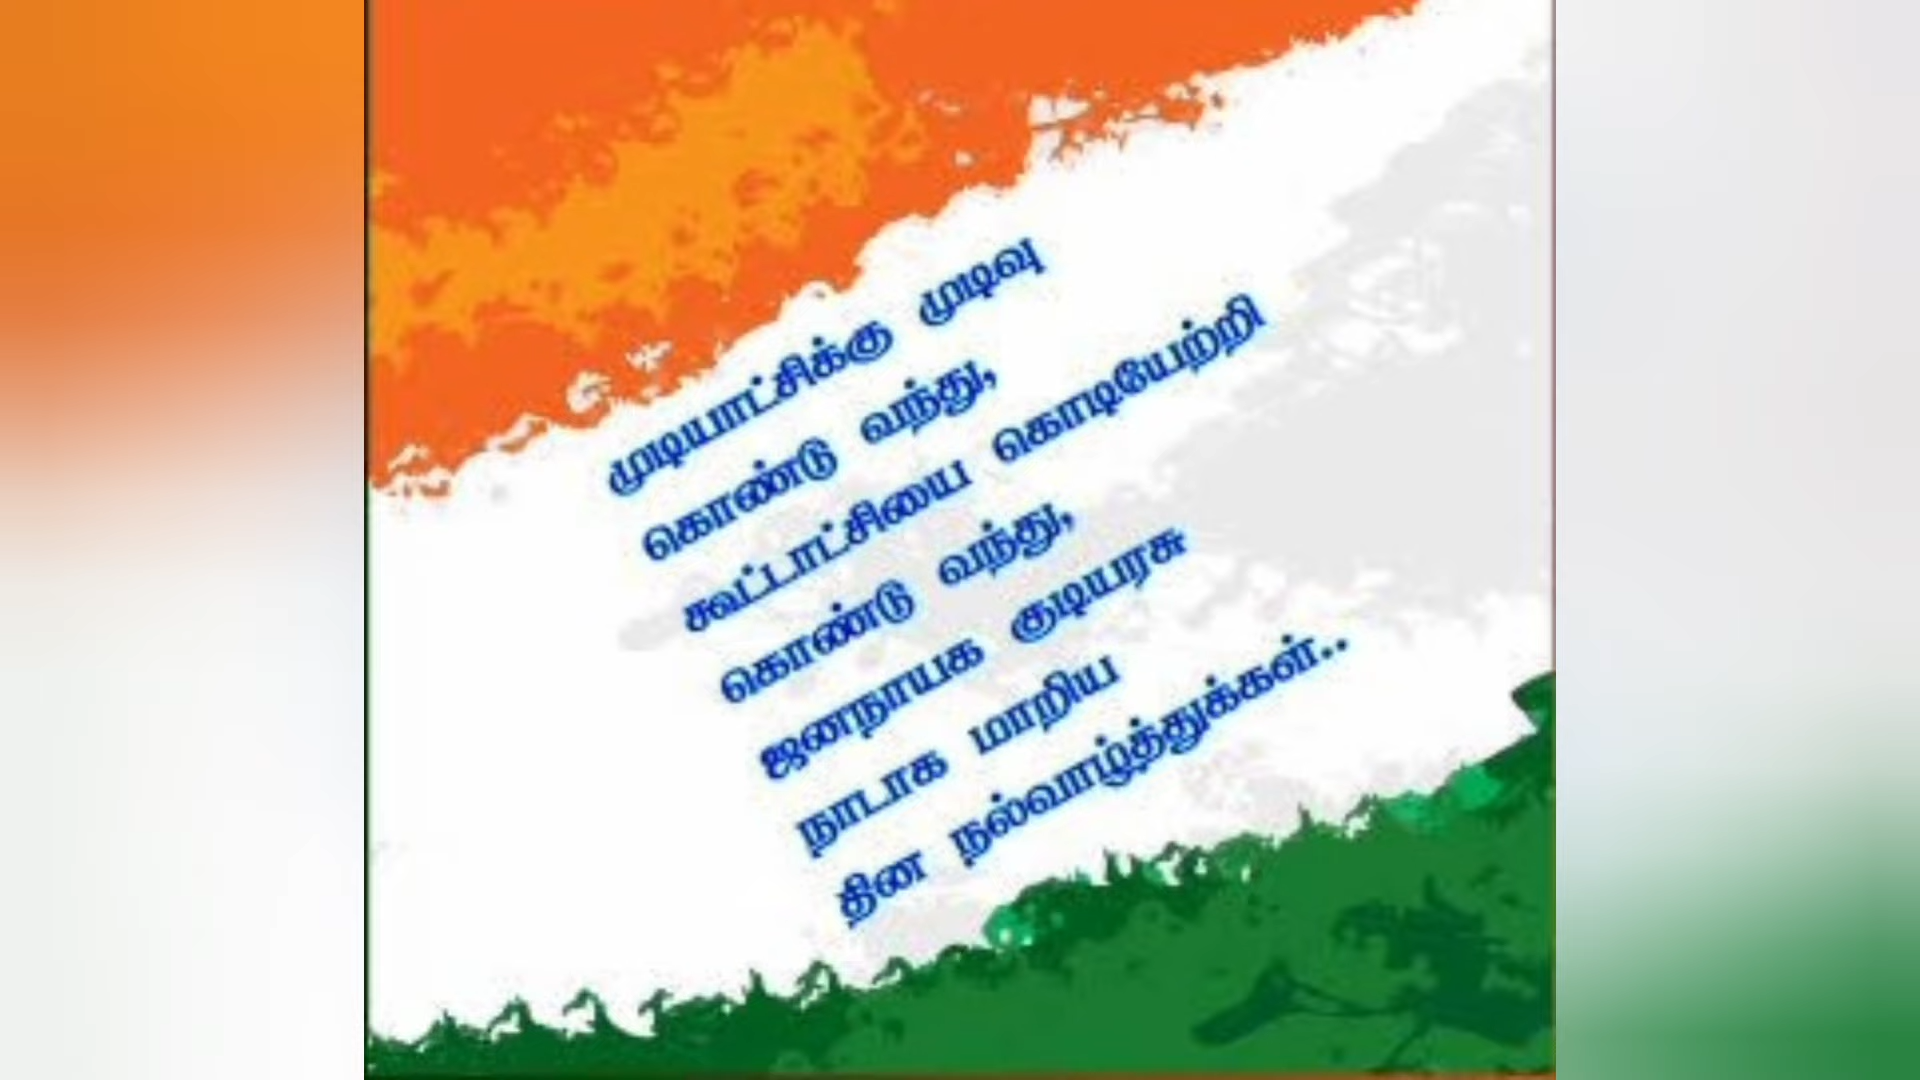 முடியாட்சிக்கு முடிவு
கொண்டு வந்து,
கூட்டாட்சியை கொடியேற்றி
கொண்டு வந்து,
ஜனநாயக குடியரசு
நாடாக மாறிய
தின நல்வாழ்த்துக்கள்..